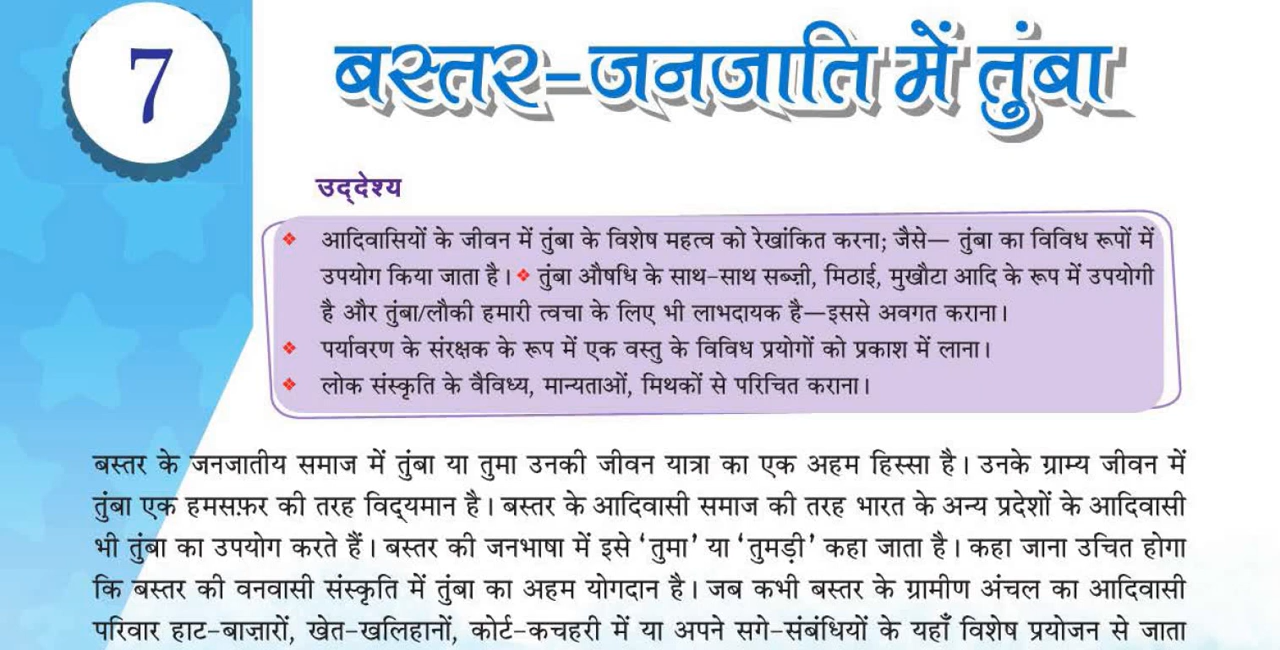 7
बस्तर-जनजाति में तुंबा
उद्‌देश्य
❖ आदिवासियों के जीवन में तुंबा के विशेष महत्व को रेखांकित करना; जैसे— तुंबा का विविध रूपों में
उपयोग किया जाता है। ❖ तुंबा औषधि के साथ-साथ सब्ज़ी, मिठाई, मुखौटा आदि के रूप में उपयोगी
है और तुंबा/लौकी हमारी त्वचा के लिए भी लाभदायक है—इससे अवगत कराना।
❖ पर्यावरण के संरक्षक के रूप में एक वस्तु के विविध प्रयोगों को प्रकाश में लाना।
❖ लोक संस्कृति के वैविध्य, मान्यताओं, मिथकों से परिचित कराना।
बस्तर के जनजातीय समाज में तुंबा या तुमा उनकी जीवन यात्रा का एक अहम हिस्सा है। उनके ग्राम्य जीवन में
तुंबा एक हमसफ़र की तरह विद्‌यमान है। बस्तर के आदिवासी समाज की तरह भारत के अन्य प्रदेशों के आदिवासी
भी तुंबा का उपयोग करते हैं। बस्तर की जनभाषा में इसे ‘तुमा’ या ‘तुमड़ी’ कहा जाता है। कहा जाना उचित होगा
कि बस्तर की वनवासी संस्कृति में तुंबा का अहम योगदान है। जब कभी बस्तर के ग्रामीण अंचल का आदिवासी
परिवार हाट-बाज़ारों, खेत-खलिहानों, कोर्ट-कचहरी में या अपने सगे-संबंधियों के यहाँ विशेष प्रयोजन से जाता